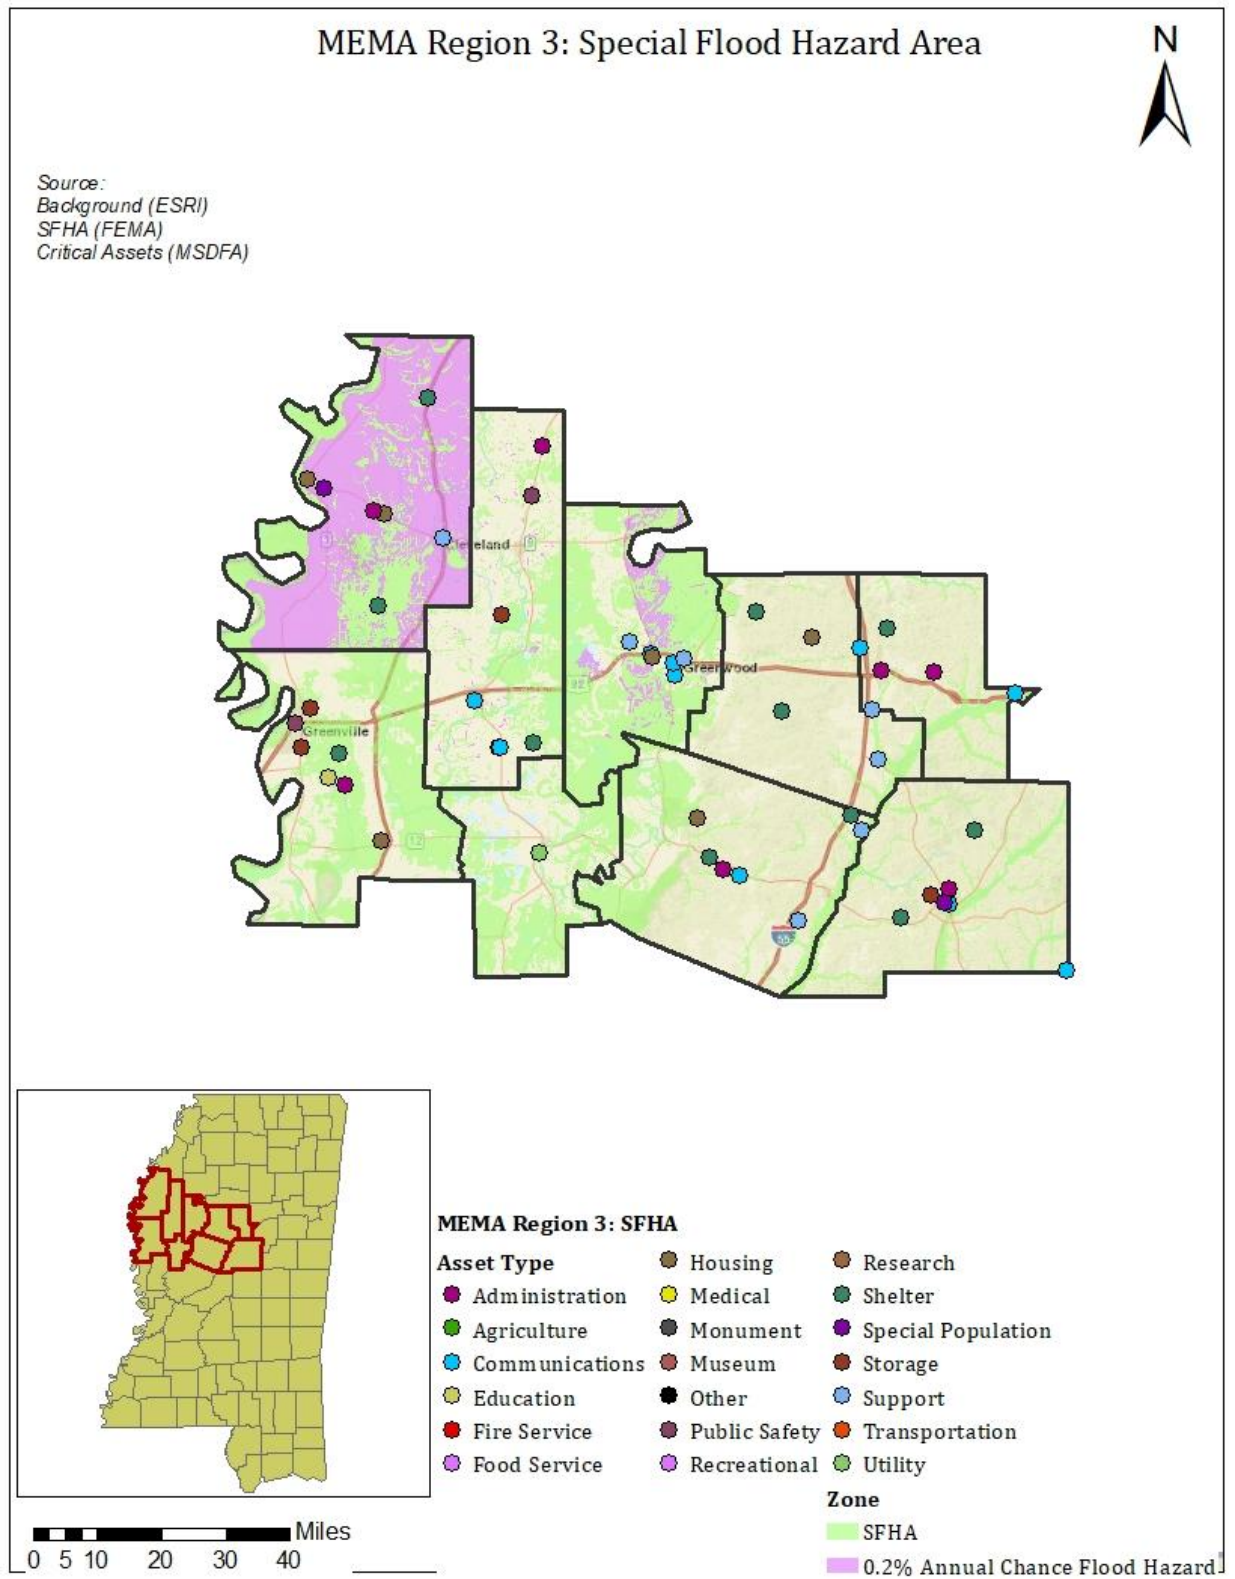 MEMA Region 3: Special Flood Hazard Area
N
Source:
Background (ESRI)
SFHA (FEMA)
Critical Assets (MSDFA)
Cleveland
Greenwood
82
Greenville
12
55
MEMA Region 3: SFHA
Asset Type
Administration
Agriculture
Communications
Education
Fire Service
Food Service
Housing
Medical
Monument
Museum
Other
Public Safety
Recreational
Research
Shelter
Special Population
Storage
Support
Transportation
Utility
Zone
SFHA
0.2% Annual Chance Flood Hazard
Miles
0 5 10 20 30 40